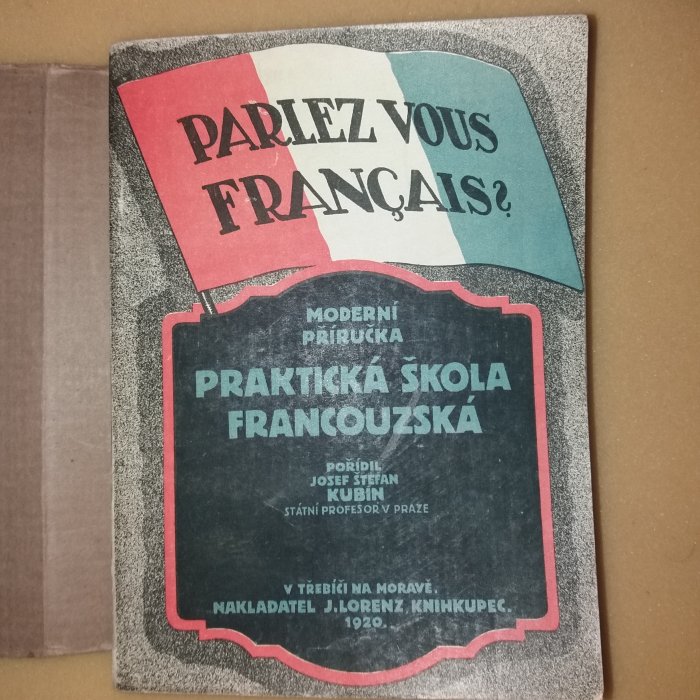 PARLEZ VOUS
FRANÇAIS?
MODERNÍ
PŘÍRUČKA
PRAKTICKÁ ŠKOLA
FRANCOUZSKÁ
POŘÍDIL
JOSEF ŠTEFAN
KUBÍN
STÁTNÍ PROFESOR V PRAZE
V TŘEBÍČI NA MORAVĚ.
NAKLADATEL J. LORENZ, KNIHKUPEC.
1920.